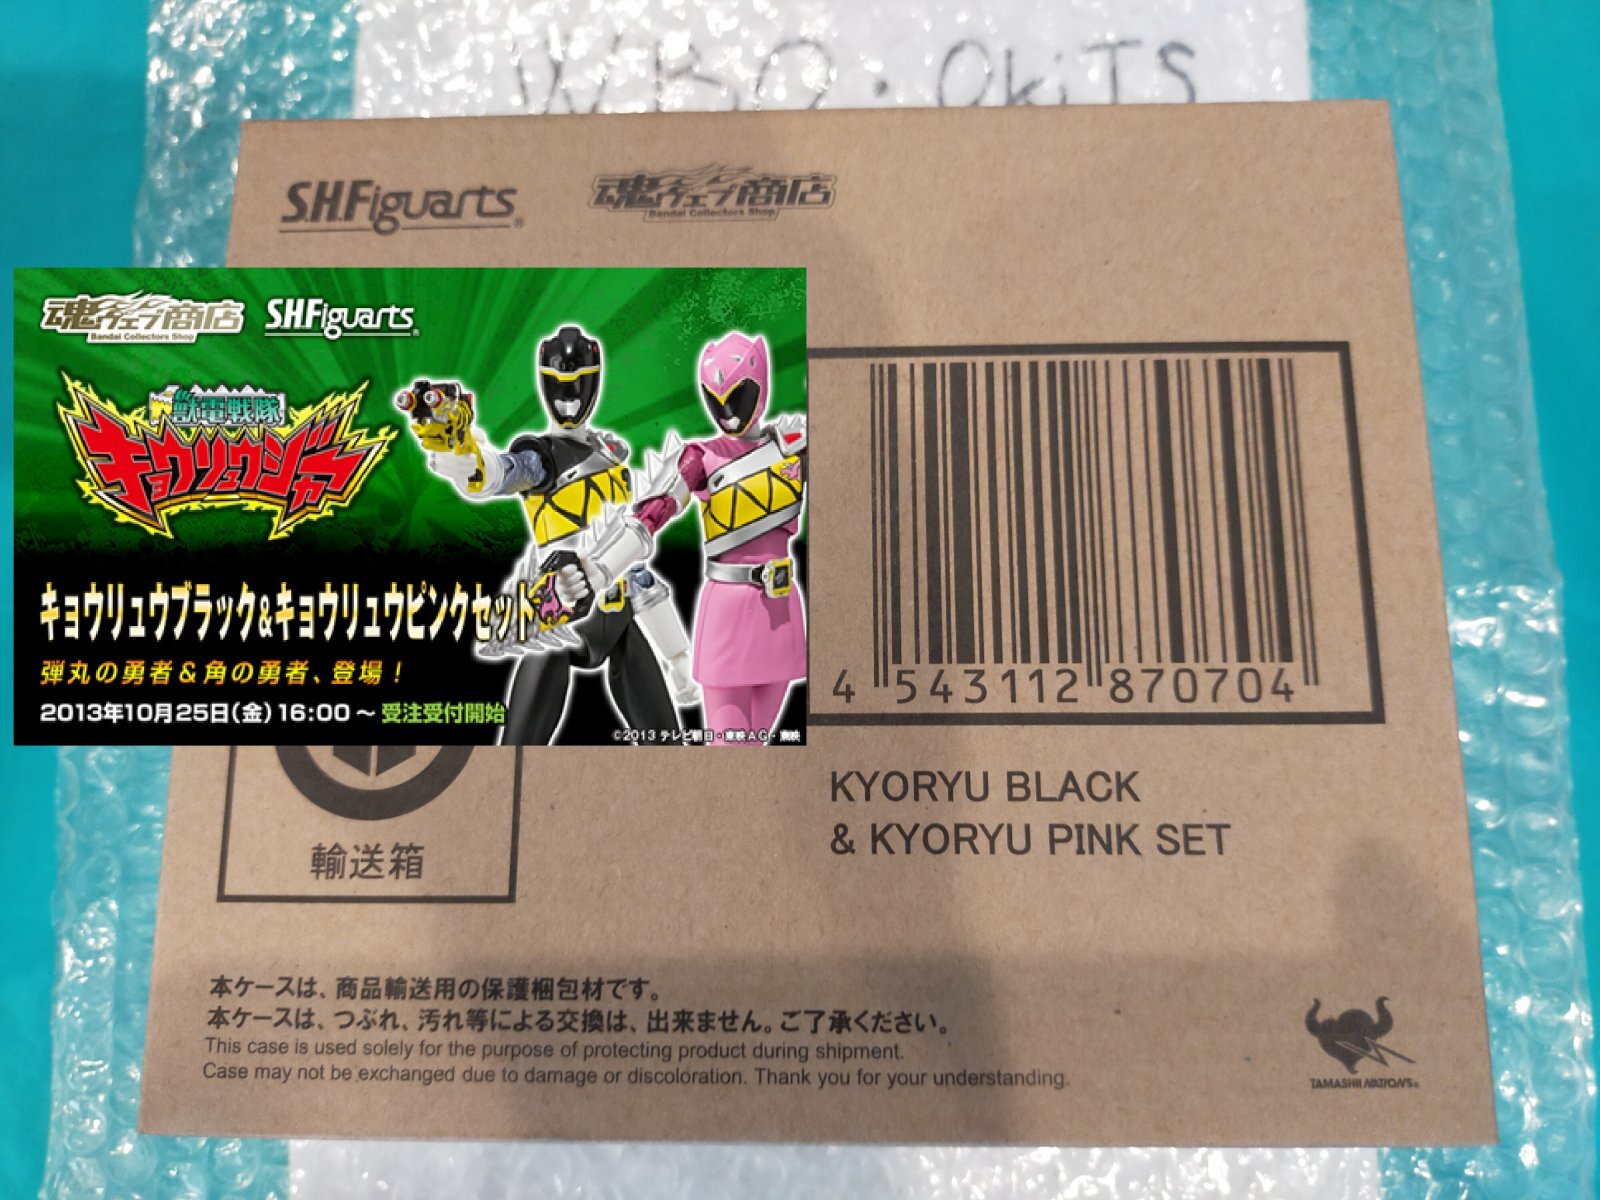 WBO. OkiTS
S.H.Figuarts
魂ウェブ商店
Bandai Collectors Shop
魂ウェブ商店
Bandai Collectors Shop
S.H.Figuarts
獣電戦隊
キョウリュウジャー
キョウリュウブラック&キョウリュウピンクセット
弾丸の勇者&角の勇者、登場!
2013年10月25日(金)16:00~受注受付開始
©2013 テレビ朝日・東映AG・東映
4 543112 870704
KYORYU BLACK
& KYORYU PINK SET
輸送箱
本ケースは、商品輸送用の保護梱包材です。
本ケースは、つぶれ、汚れ等による交換は、出来ません。ご了承ください。
This case is used solely for the purpose of protecting product during shipment.
Case may not be exchanged due to damage or discoloration. Thank you for your understanding.
TAMASHII NATIONS